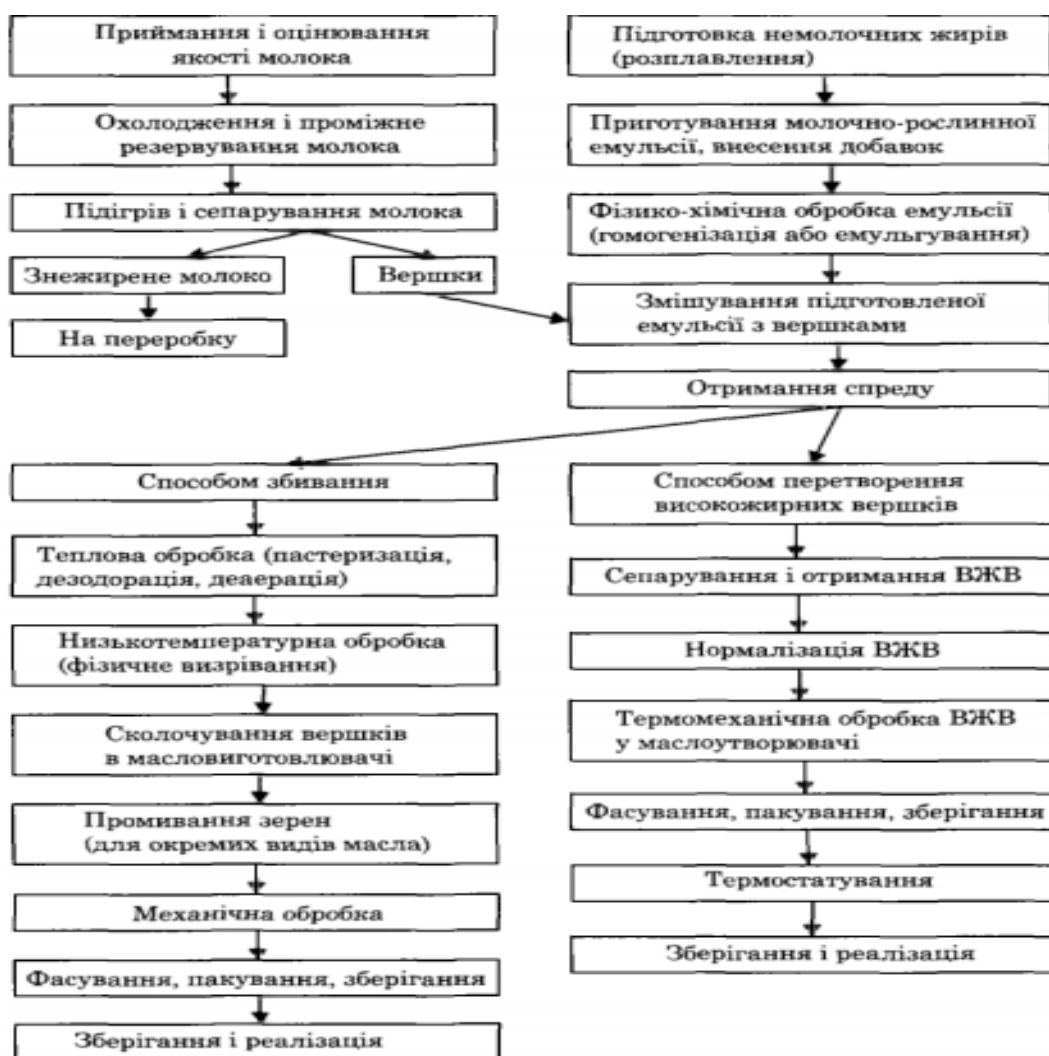 Приймання і оцінювання
якості молока
Охолодження і проміжне
резервування молока
Підігрів і сепарування молока
Знежирене молоко
Вершки
На переробку
Підготовка немолочних жирів
(розплавлення)
Приготування молочно-рослинної
емульсії, внесення добавок
Фізико-хімічна обробка емульсії
(гомогенізація або емульгування)
Змішування підготовленої
емульсії з вершками
Отримання спреду
Способом збивання
Теплова обробка (пастеризація,
дезодорація, деаерація)
Низькотемпературна обробка
(фізичне визрівання)
Сколочування вершків
в масловиготовлювачі
Промивання зерен
(для окремих видів масла)
Механічна обробка
Фасування, пакування, зберігання
Зберігання і реалізація
Способом перетворення
високожирних вершків
Сепарування і отримання ВЖВ
Нормалізація ВЖВ
Термомеханічна обробка ВЖВ
у маслоутворювачі
Фасування, пакування, зберігання
Термостатування
Зберігання і реалізація